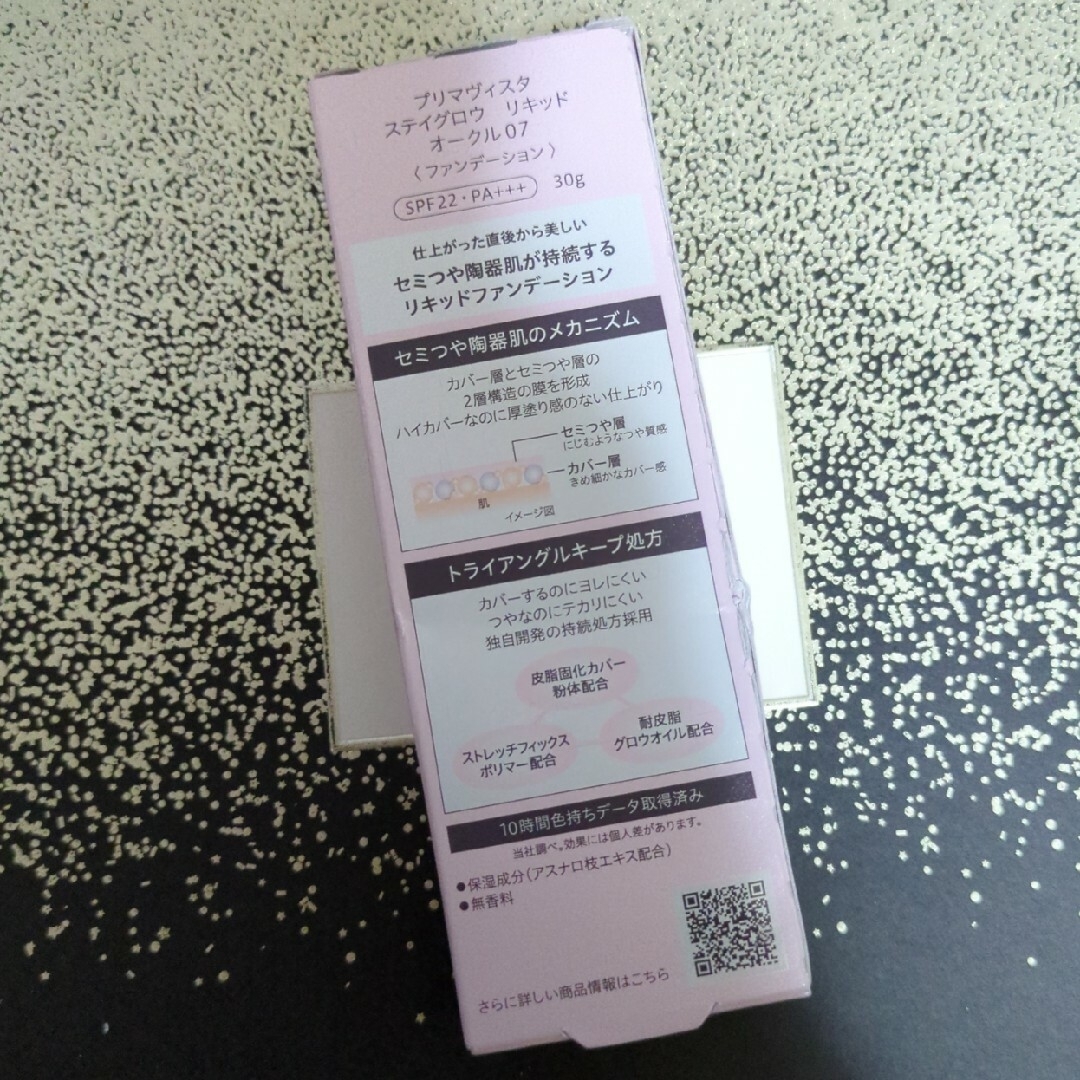 プリマヴィスタ
ステイグロウ リキッド
オークル07
〈ファンデーション〉
SPF22・PA+++ 30g
仕上がった直後から美しい
セミつや陶器肌が持続する
リキッドファンデーション
セミつや陶器肌のメカニズム
カバー層とセミつや層の
2層構造の膜を形成
ハイカバーなのに厚塗り感のない仕上がり
セミつや層
にじむようなつや質感
カバー層
きめ細かなカバー感
肌
イメージ図
トライアングルキープ処方
カバーするのにヨレにくい
つやなのにテカリにくい
独自開発の持続処方採用
皮脂固化カバー
粉体配合
ストレッチフィックス
ポリマー配合
耐皮脂
グロウオイル配合
10時間色持ちデータ取得済み
当社調べ。効果には個人差があります。
●保湿成分(アスナロ枝エキス配合)
●無香料
さらに詳しい商品情報はこちら